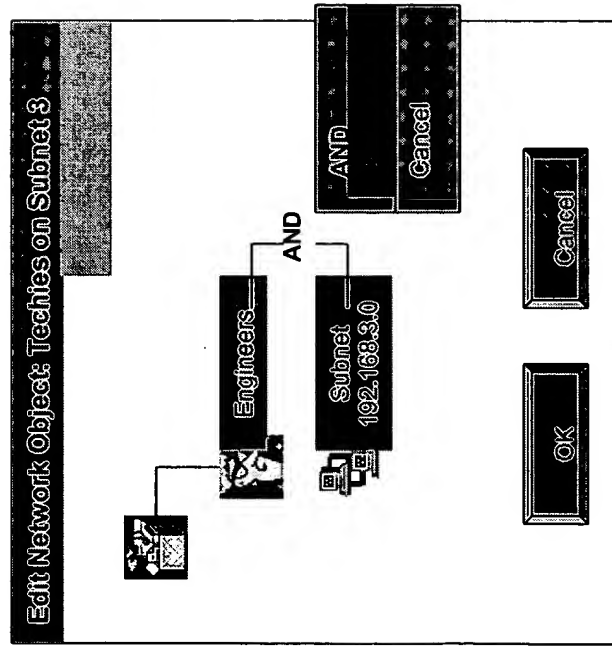 Edit Network Object: Techies on Subnet 3
Engineers
AND
Subnet
192.168.3.0
AND
Cancel
OK
Cancel